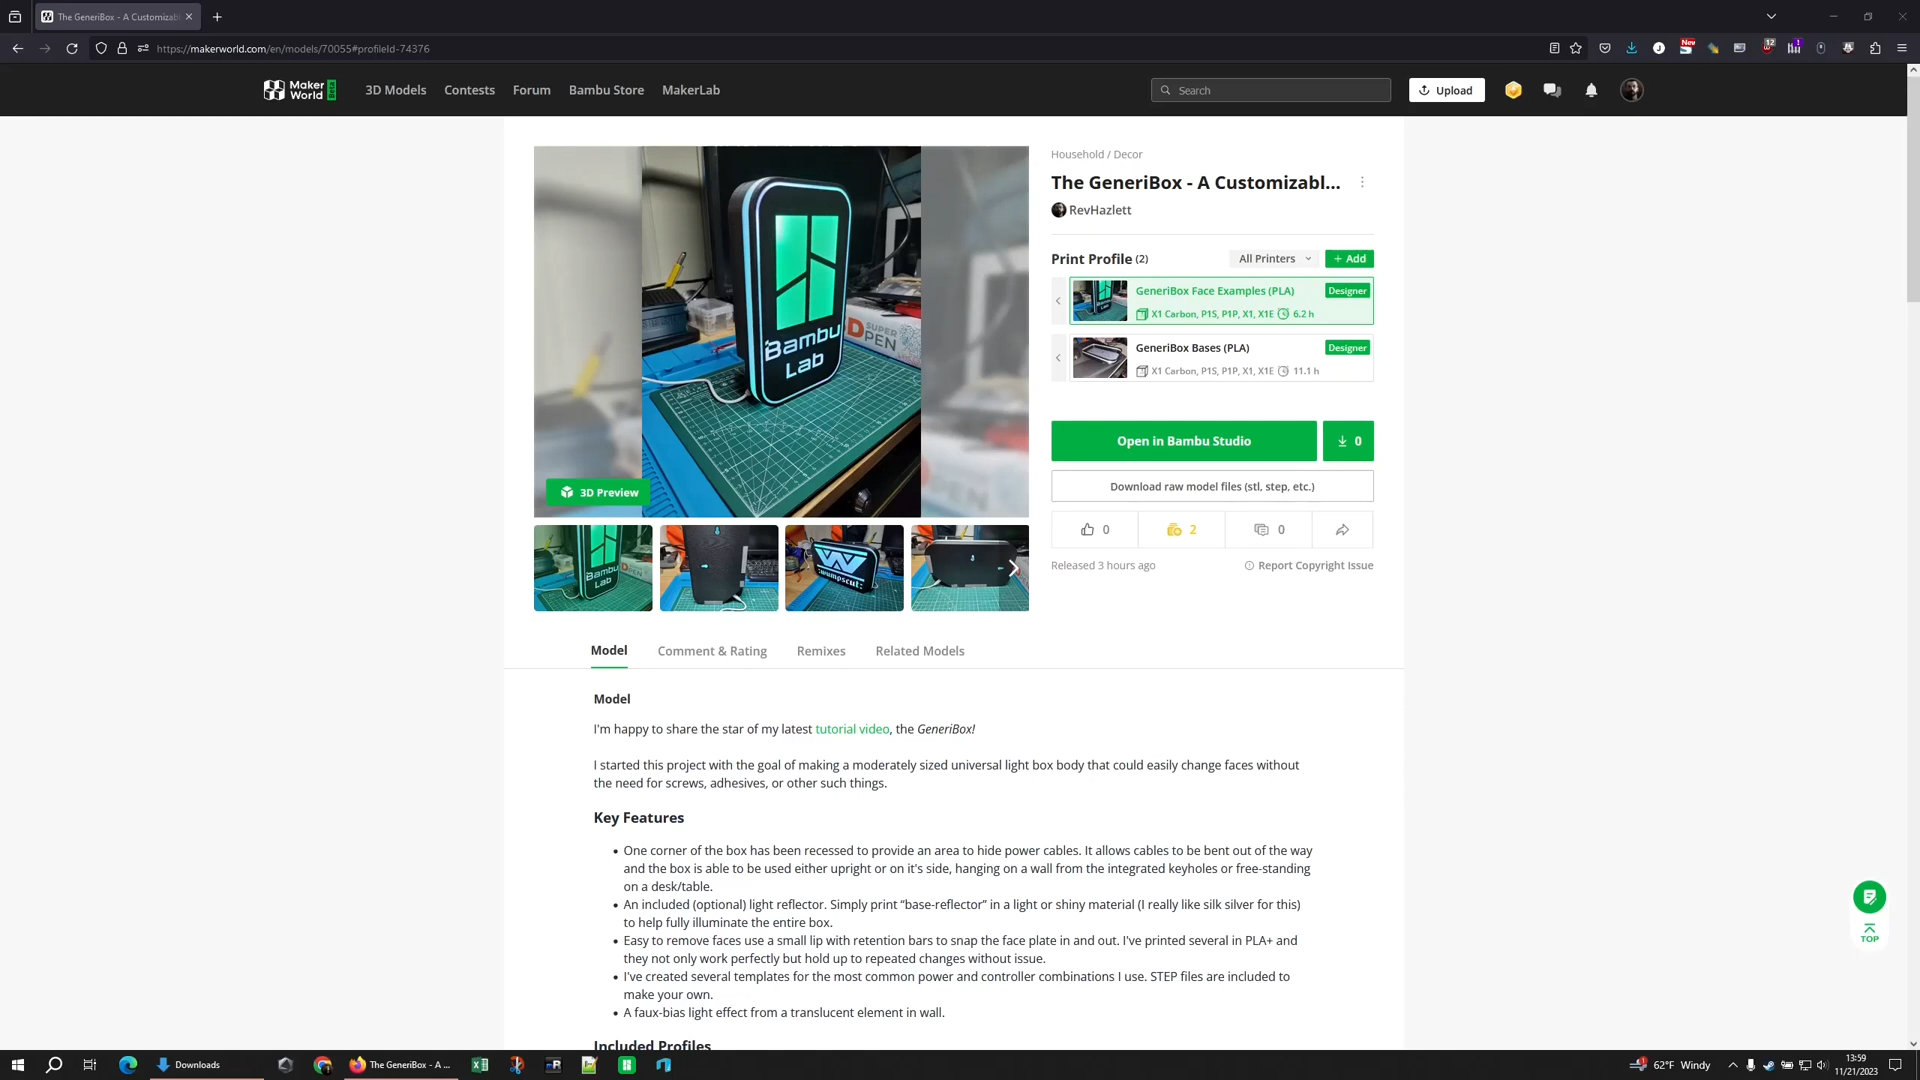 The GeneriBox - A Customizabl
https://makerworld.com/en/models/70055#profileId-74376
New
12
1
Maker World Beta
3D Models
Contests
Forum
Bambu Store
MakerLab
Search
Upload
Household / Decor
The GeneriBox - A Customizabl...
RevHazlett
Print Profile (2)
All Printers
+ Add
GeneriBox Face Examples (PLA)
Designer
X1 Carbon, P1S, P1P, X1, X1E
6.2 h
GeneriBox Bases (PLA)
Designer
X1 Carbon, P1S, P1P, X1, X1E
11.1 h
Open in Bambu Studio
0
Download raw model files (stl, step, etc.)
0
2
0
Released 3 hours ago
Report Copyright Issue
Bambu
Lab
SUPER
PEN
3D Preview
Bambu
Lab
:wumpscut:
Model
Comment & Rating
Remixes
Related Models
Model
I'm happy to share the star of my latest tutorial video, the GeneriBox!
I started this project with the goal of making a moderately sized universal light box body that could easily change faces without
the need for screws, adhesives, or other such things.
Key Features
• One corner of the box has been recessed to provide an area to hide power cables. It allows cables to be bent out of the way
and the box is able to be used either upright or on it's side, hanging on a wall from the integrated keyholes or free-standing
on a desk/table.
• An included (optional) light reflector. Simply print “base-reflector” in a light or shiny material (I really like silk silver for this)
to help fully illuminate the entire box.
• Easy to remove faces use a small lip with retention bars to snap the face plate in and out. I've printed several in PLA+ and
they not only work perfectly but hold up to repeated changes without issue.
• I've created several templates for the most common power and controller combinations I use. STEP files are included to
make your own.
• A faux-bias light effect from a translucent element in wall.
Included Profiles
TOP
Downloads
The GeneriBox - A ...
62°F Windy
13:59
11/21/2023